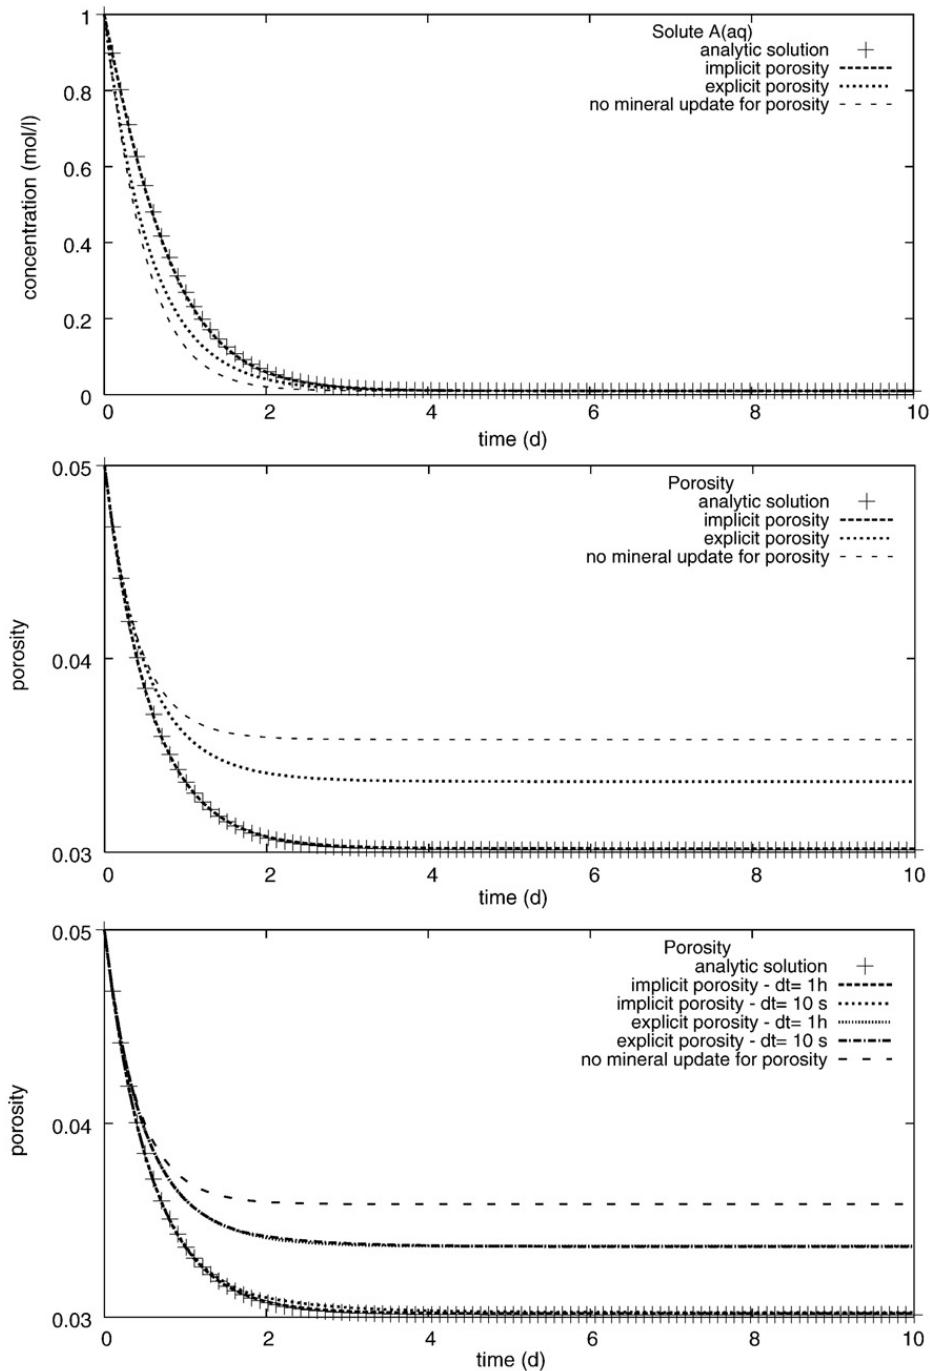 Solute A(aq)
analytic solution
implicit porosity
explicit porosity
no mineral update for porosity
1
0.8
0.6
0.4
0.2
0
concentration (mol/l)
0 2 4 6 8 10
time (d)
Porosity
analytic solution
implicit porosity
explicit porosity
no mineral update for porosity
0.05
0.04
0.03
porosity
0 2 4 6 8 10
time (d)
Porosity
analytic solution
implicit porosity - dt= 1h
implicit porosity - dt= 10 s
explicit porosity - dt= 1h
explicit porosity - dt= 10 s
no mineral update for porosity
0.05
0.04
0.03
porosity
0 2 4 6 8 10
time (d)